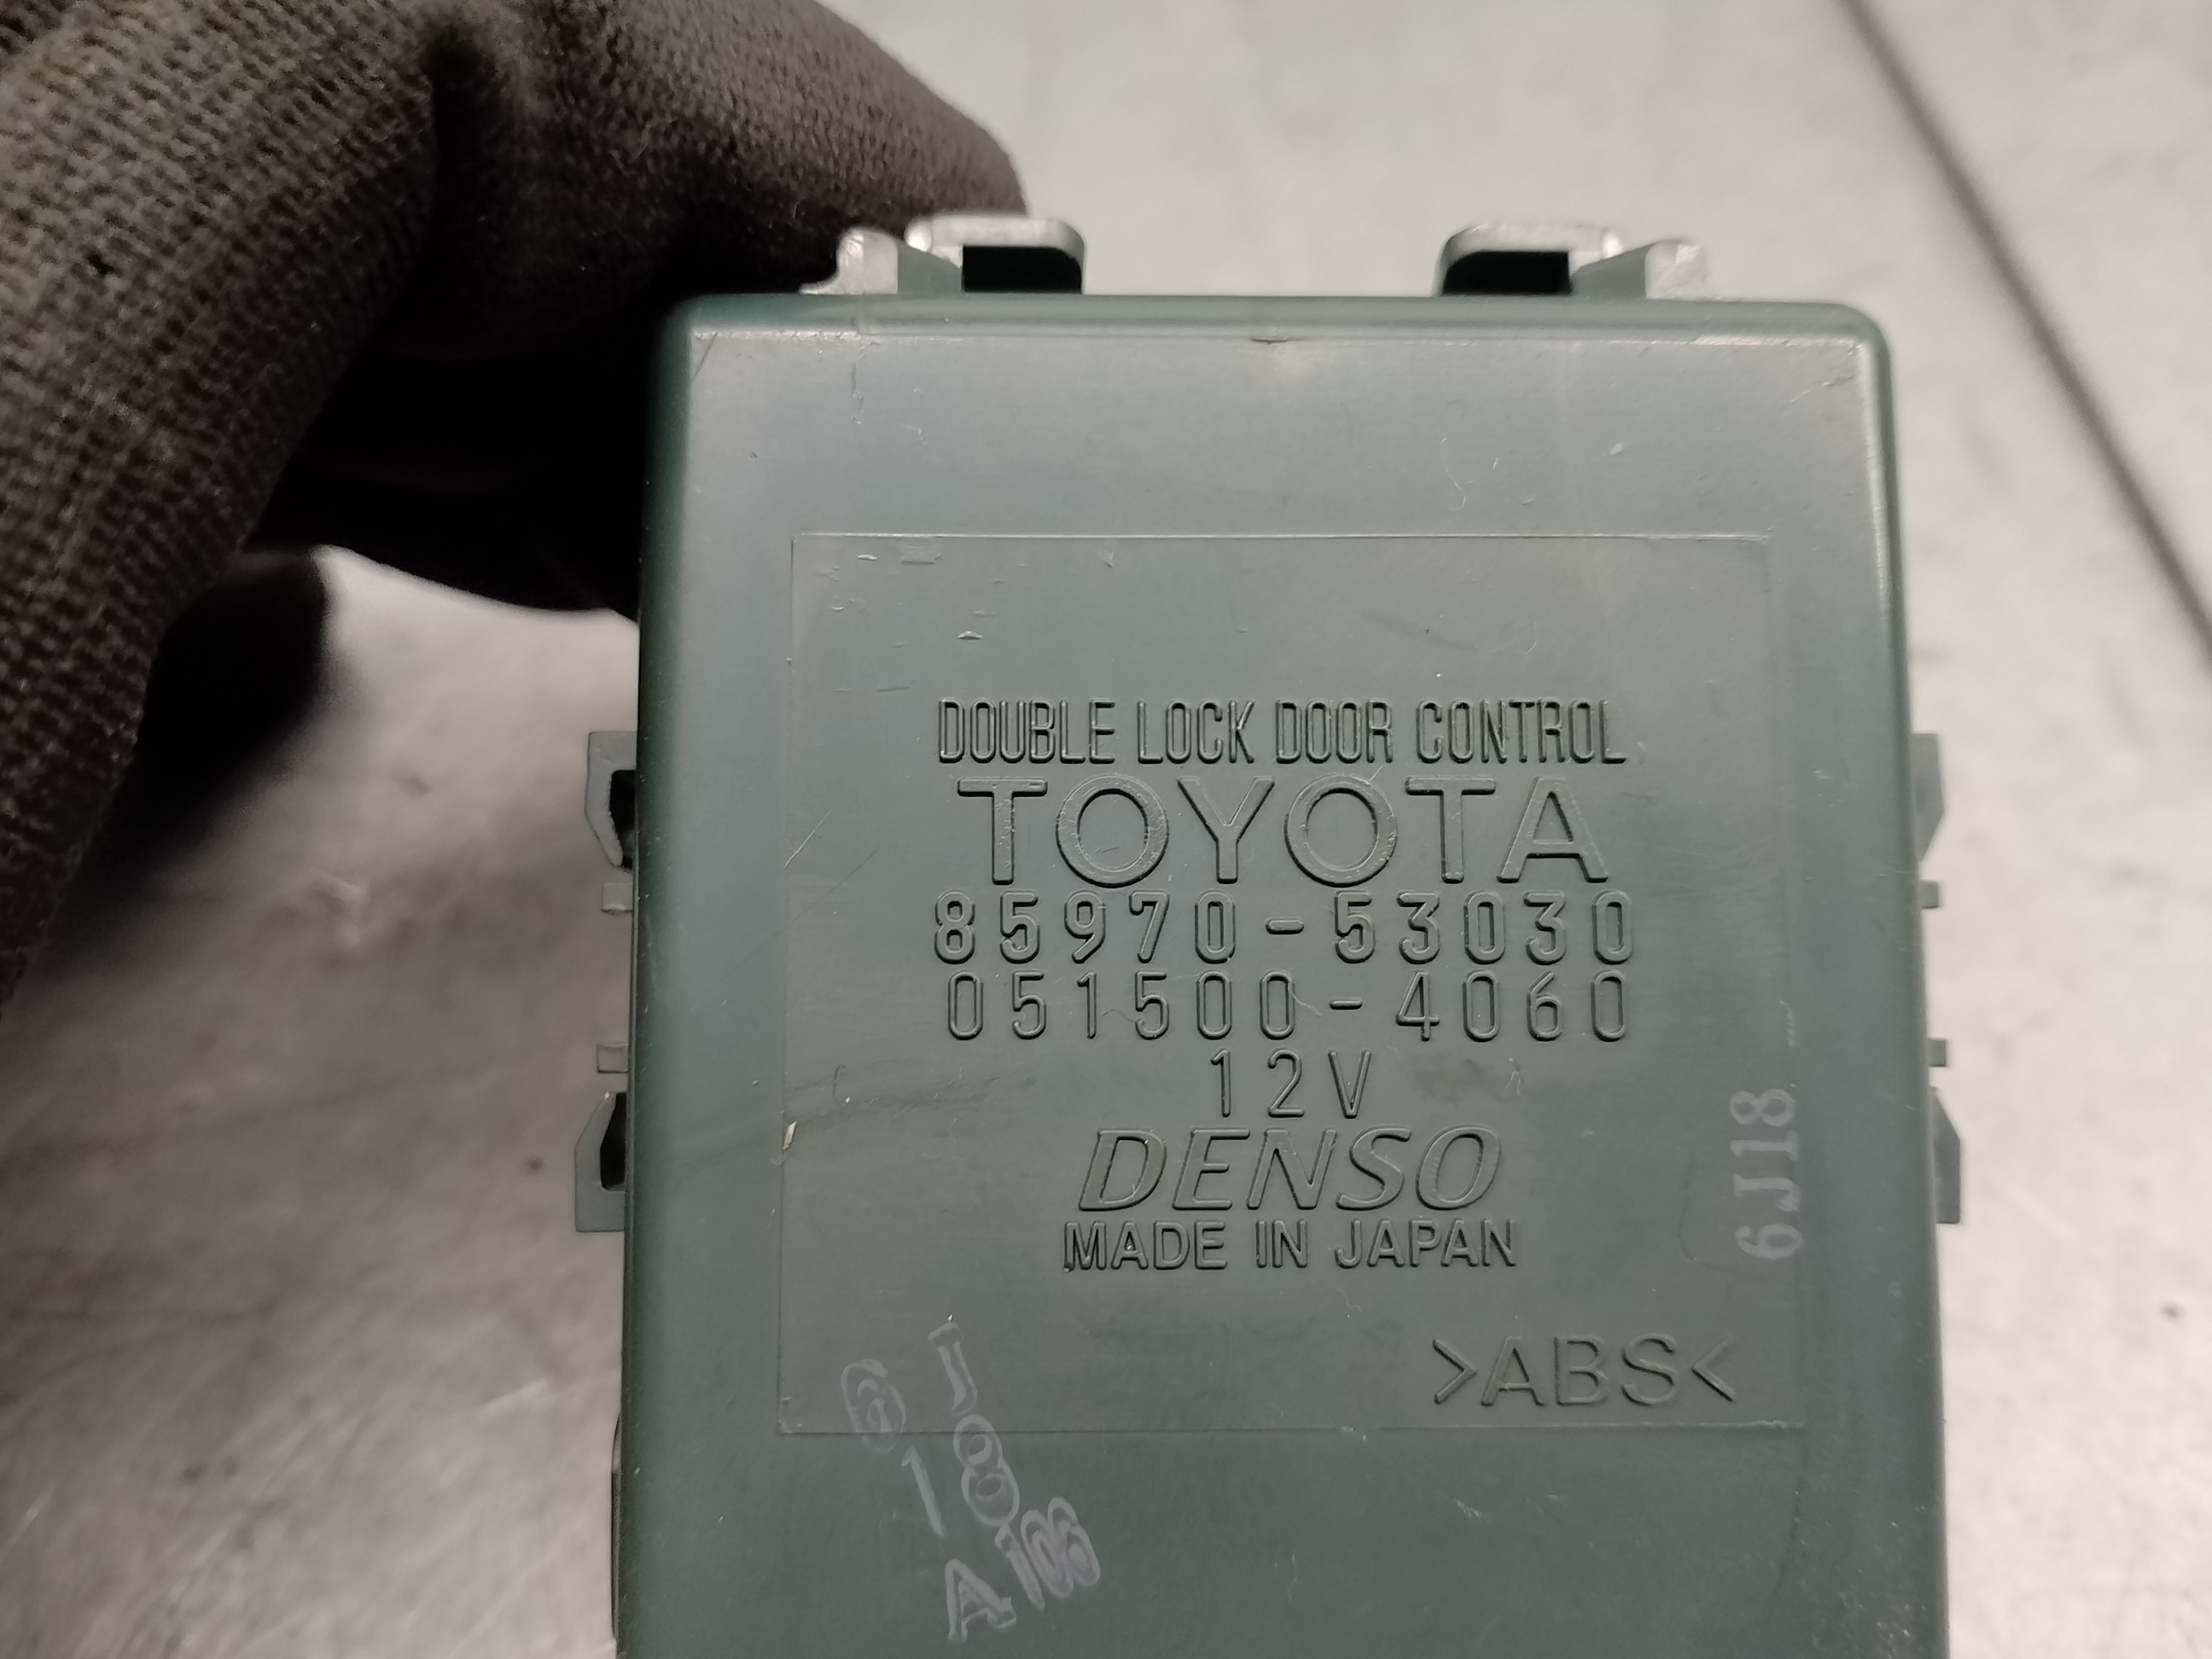 DOUBLE LOCK DOOR CONTROL
TOYOTA
85970-53030
051500-4060
12V
DENSO
MADE IN JAPAN
6J18
>ABS<